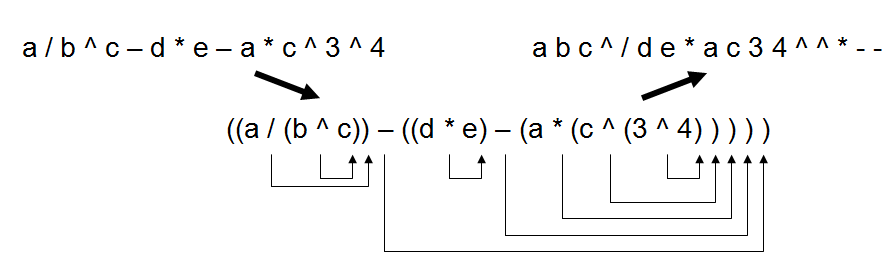 a / b ^ c – d * e – a * c ^ 3 ^ 4
a b c ^ / d e * a c 3 4 ^ ^ * - -
((a / (b ^ c)) – ((d * e) – (a * (c ^ (3 ^ 4) ) ) ) )